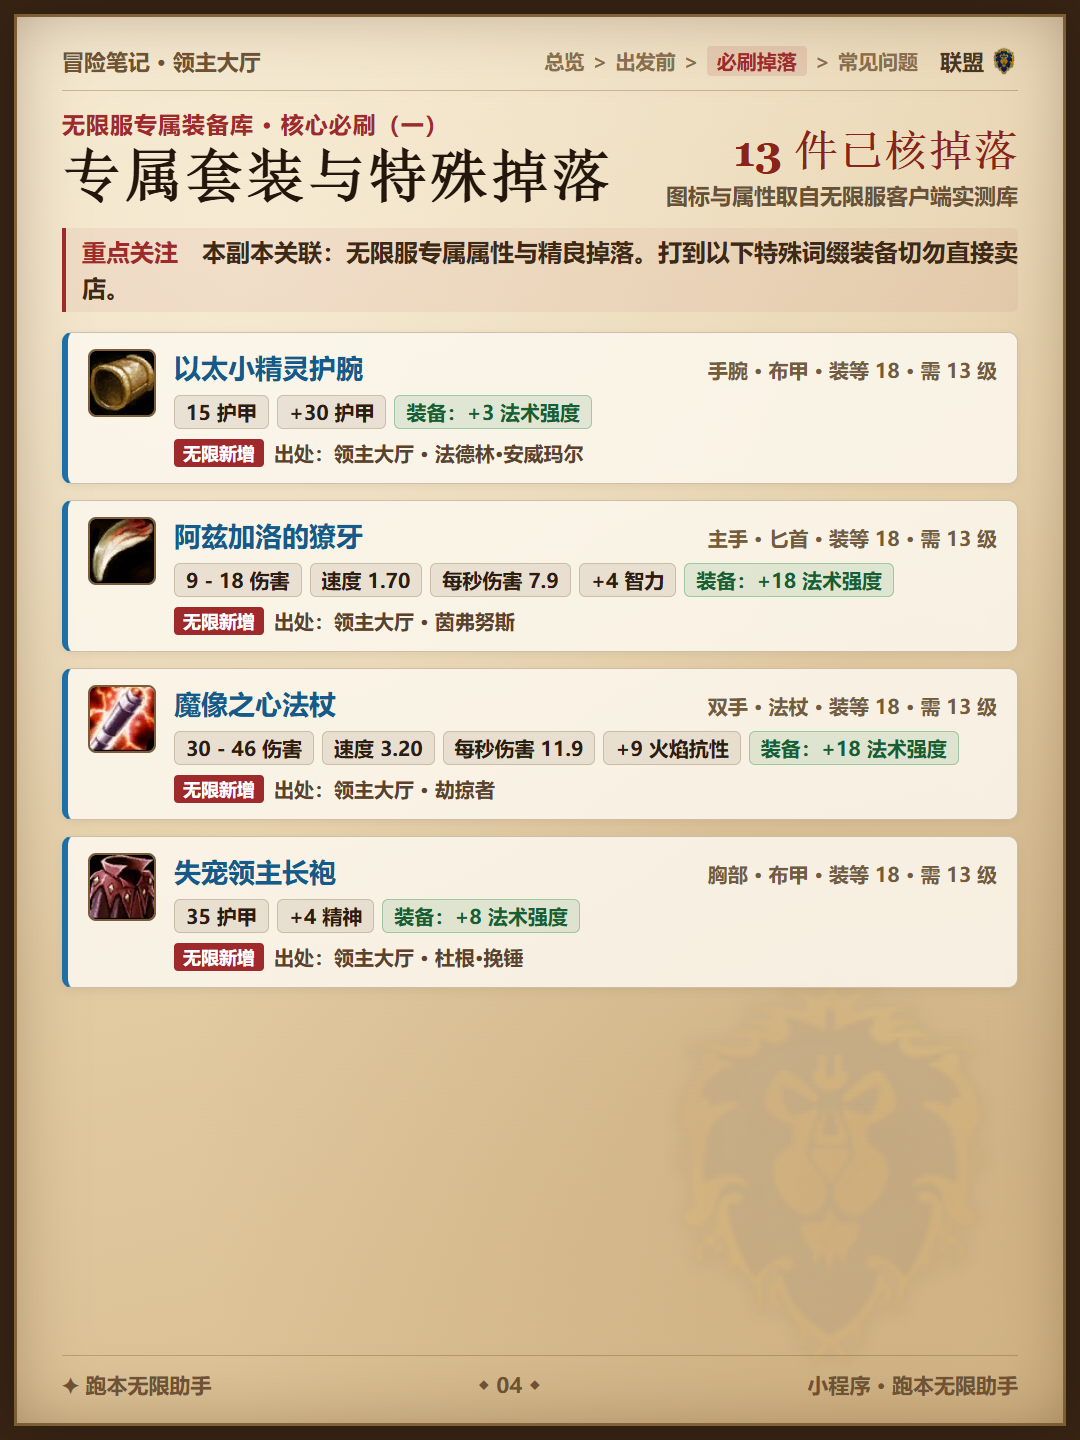 冒险笔记・领主大厅
总览 > 出发前 > 必刷掉落 > 常见问题 联盟
无限服专属装备库・核心必刷（一）
专属套装与特殊掉落
13 件已核掉落
图标与属性取自无限服客户端实测库
重点关注 本副本关联：无限服专属属性与精良掉落。打到以下特殊词缀装备切勿直接卖
店。
以太小精灵护腕
手腕・布甲・装等 18・需 13 级
15 护甲 +30 护甲 装备：+3 法术强度
无限新增 出处：领主大厅・法德林·安威玛尔
阿兹加洛的獠牙
主手・匕首・装等 18・需 13 级
9 - 18 伤害 速度 1.70 每秒伤害 7.9 +4 智力 装备：+18 法术强度
无限新增 出处：领主大厅・茵弗努斯
魔像之心法杖
双手・法杖・装等 18・需 13 级
30 - 46 伤害 速度 3.20 每秒伤害 11.9 +9 火焰抗性 装备：+18 法术强度
无限新增 出处：领主大厅・劫掠者
失宠领主长袍
胸部・布甲・装等 18・需 13 级
35 护甲 +4 精神 装备：+8 法术强度
无限新增 出处：领主大厅・杜根·挽锤
✦ 跑本无限助手
◆ 04 ◆
小程序・跑本无限助手